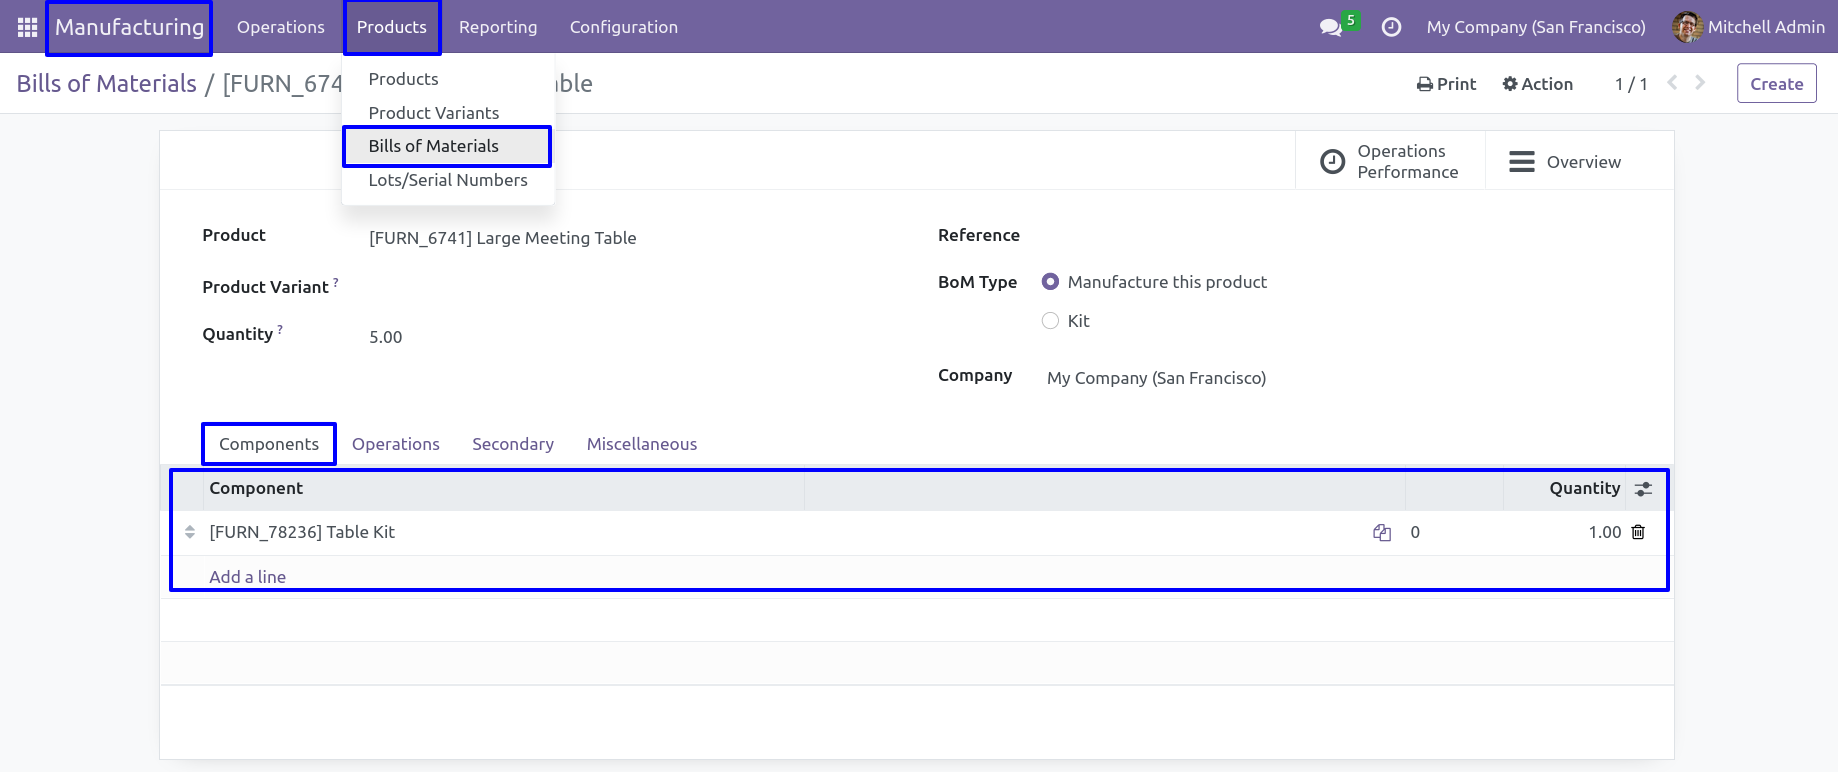 Manufacturing Operations Products Reporting Configuration 5 My Company (San Francisco) Mitchell Admin
Bills of Materials / [FURN_674 able Print Action 1 / 1 Create
Products
Product Variants
Bills of Materials
Lots/Serial Numbers
Operations
Performance
Overview
Product [FURN_6741] Large Meeting Table
Product Variant ?
Quantity ? 5.00
Reference
BoM Type Manufacture this product
Kit
Company My Company (San Francisco)
Components Operations Secondary Miscellaneous
Component Quantity
[FURN_78236] Table Kit 0 1.00
Add a line